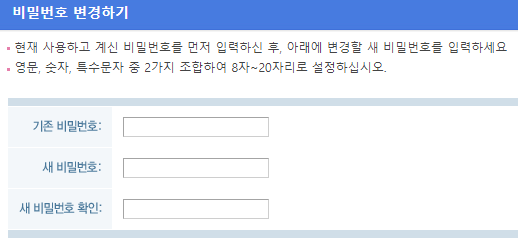 비밀번호 변경하기
현재 사용하고 계신 비밀번호를 먼저 입력하신 후, 아래에 변경할 새 비밀번호를 입력하세요
영문, 숫자, 특수문자 중 2가지 조합하여 8자~20자리로 설정하십시오.
기존 비밀번호:
새 비밀번호:
새 비밀번호 확인: